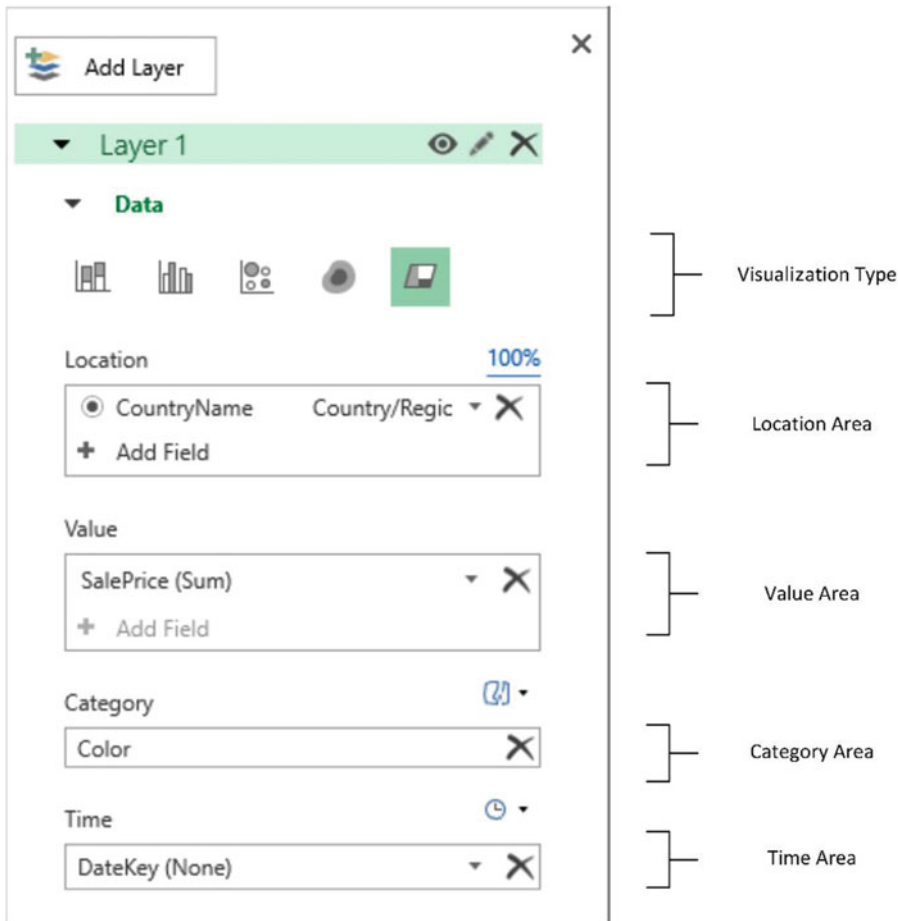 Add Layer
Layer 1
Data
Visualization Type
Location 100%
CountryName Country/Regic
Location Area
Add Field
Value
SalePrice (Sum)
Value Area
Add Field
Category
Color
Category Area
Time
DateKey (None)
Time Area